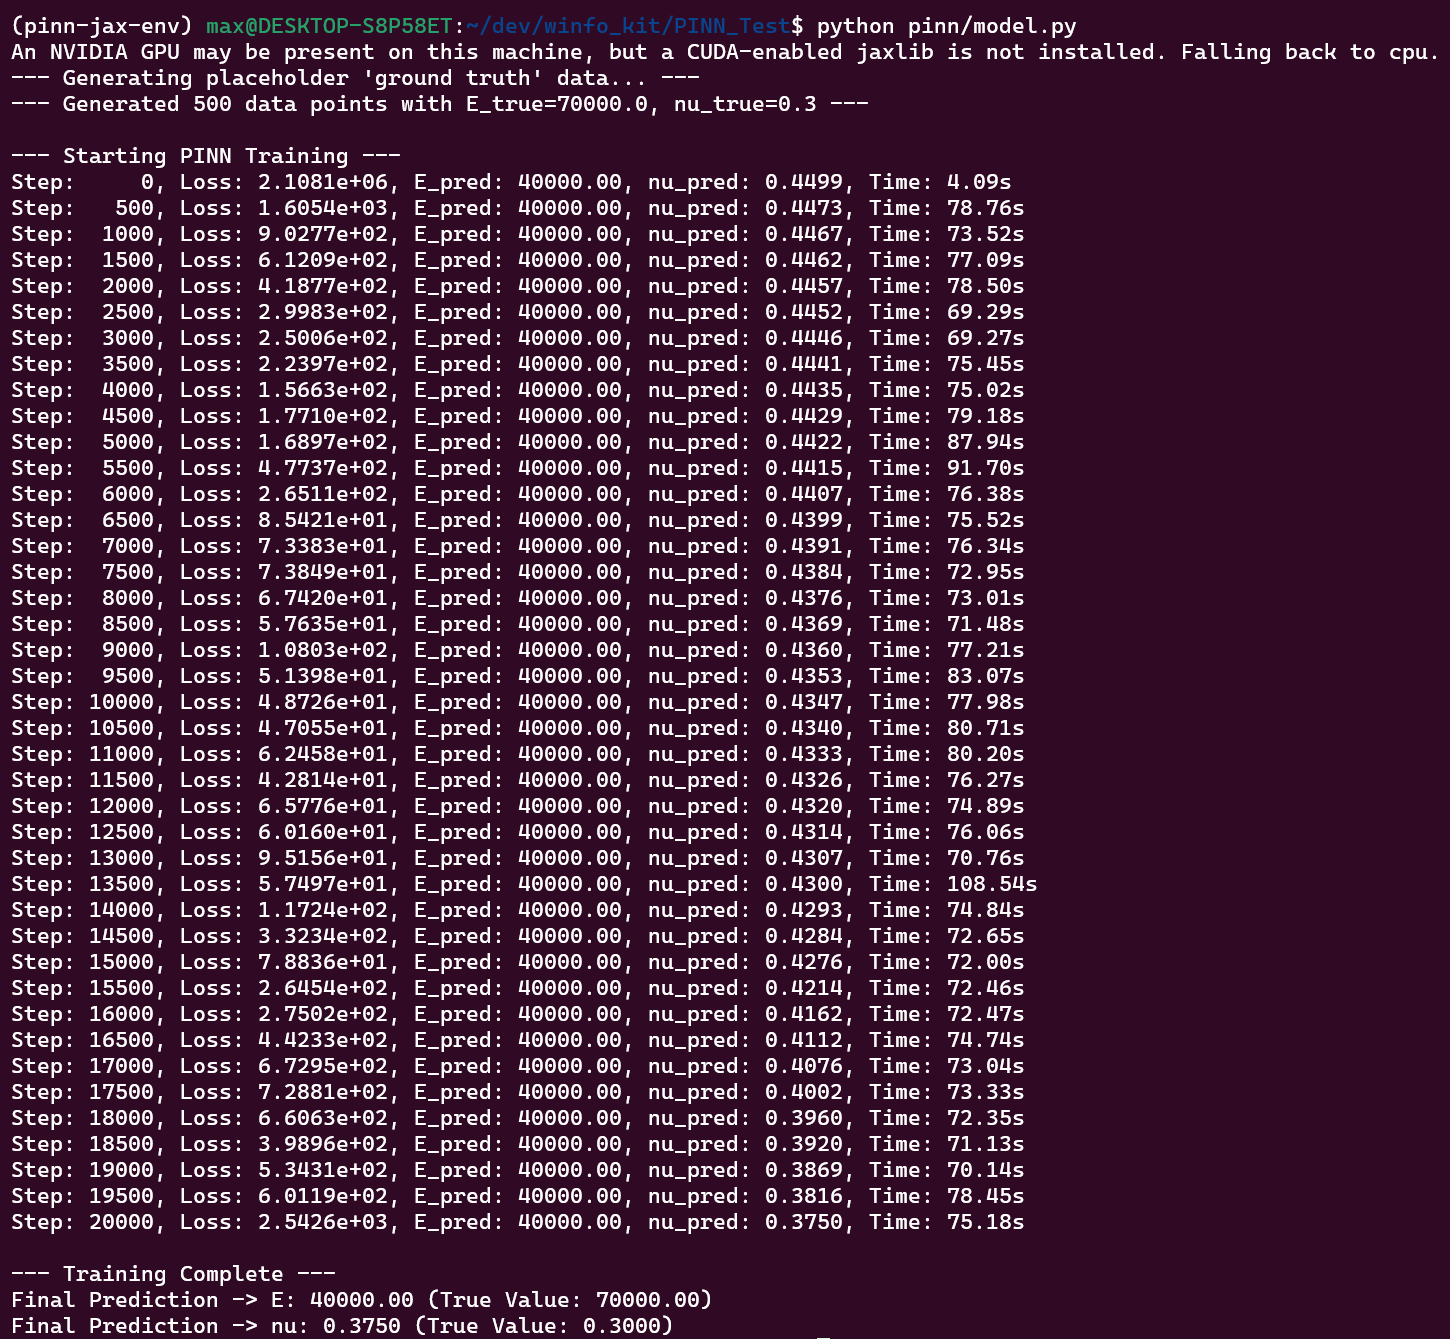 (pinn-jax-env) max@DESKTOP-S8P58ET:~/dev/winfo_kit/PINN_Test$ python pinn/model.py
An NVIDIA GPU may be present on this machine, but a CUDA-enabled jaxlib is not installed. Falling back to cpu.
--- Generating placeholder 'ground truth' data... ---
--- Generated 500 data points with E_true=70000.0, nu_true=0.3 ---

--- Starting PINN Training ---
Step:     0, Loss: 2.1081e+06, E_pred: 40000.00, nu_pred: 0.4499, Time: 4.09s
Step:   500, Loss: 1.6054e+03, E_pred: 40000.00, nu_pred: 0.4473, Time: 78.76s
Step:  1000, Loss: 9.0277e+02, E_pred: 40000.00, nu_pred: 0.4467, Time: 73.52s
Step:  1500, Loss: 6.1209e+02, E_pred: 40000.00, nu_pred: 0.4462, Time: 77.09s
Step:  2000, Loss: 4.1877e+02, E_pred: 40000.00, nu_pred: 0.4457, Time: 78.50s
Step:  2500, Loss: 2.9983e+02, E_pred: 40000.00, nu_pred: 0.4452, Time: 69.29s
Step:  3000, Loss: 2.5006e+02, E_pred: 40000.00, nu_pred: 0.4446, Time: 69.27s
Step:  3500, Loss: 2.2397e+02, E_pred: 40000.00, nu_pred: 0.4441, Time: 75.45s
Step:  4000, Loss: 1.5663e+02, E_pred: 40000.00, nu_pred: 0.4435, Time: 75.02s
Step:  4500, Loss: 1.7710e+02, E_pred: 40000.00, nu_pred: 0.4429, Time: 79.18s
Step:  5000, Loss: 1.6897e+02, E_pred: 40000.00, nu_pred: 0.4422, Time: 87.94s
Step:  5500, Loss: 4.7737e+02, E_pred: 40000.00, nu_pred: 0.4415, Time: 91.70s
Step:  6000, Loss: 2.6511e+02, E_pred: 40000.00, nu_pred: 0.4407, Time: 76.38s
Step:  6500, Loss: 8.5421e+01, E_pred: 40000.00, nu_pred: 0.4399, Time: 75.52s
Step:  7000, Loss: 7.3383e+01, E_pred: 40000.00, nu_pred: 0.4391, Time: 76.34s
Step:  7500, Loss: 7.3849e+01, E_pred: 40000.00, nu_pred: 0.4384, Time: 72.95s
Step:  8000, Loss: 6.7420e+01, E_pred: 40000.00, nu_pred: 0.4376, Time: 73.01s
Step:  8500, Loss: 5.7635e+01, E_pred: 40000.00, nu_pred: 0.4369, Time: 71.48s
Step:  9000, Loss: 1.0803e+02, E_pred: 40000.00, nu_pred: 0.4360, Time: 77.21s
Step:  9500, Loss: 5.1398e+01, E_pred: 40000.00, nu_pred: 0.4353, Time: 83.07s
Step: 10000, Loss: 4.8726e+01, E_pred: 40000.00, nu_pred: 0.4347, Time: 77.98s
Step: 10500, Loss: 4.7055e+01, E_pred: 40000.00, nu_pred: 0.4340, Time: 80.71s
Step: 11000, Loss: 6.2458e+01, E_pred: 40000.00, nu_pred: 0.4333, Time: 80.20s
Step: 11500, Loss: 4.2814e+01, E_pred: 40000.00, nu_pred: 0.4326, Time: 76.27s
Step: 12000, Loss: 6.5776e+01, E_pred: 40000.00, nu_pred: 0.4320, Time: 74.89s
Step: 12500, Loss: 6.0160e+01, E_pred: 40000.00, nu_pred: 0.4314, Time: 76.06s
Step: 13000, Loss: 9.5156e+01, E_pred: 40000.00, nu_pred: 0.4307, Time: 70.76s
Step: 13500, Loss: 5.7497e+01, E_pred: 40000.00, nu_pred: 0.4300, Time: 108.54s
Step: 14000, Loss: 1.1724e+02, E_pred: 40000.00, nu_pred: 0.4293, Time: 74.84s
Step: 14500, Loss: 3.3234e+02, E_pred: 40000.00, nu_pred: 0.4284, Time: 72.65s
Step: 15000, Loss: 7.8836e+01, E_pred: 40000.00, nu_pred: 0.4276, Time: 72.00s
Step: 15500, Loss: 2.6454e+02, E_pred: 40000.00, nu_pred: 0.4214, Time: 72.46s
Step: 16000, Loss: 2.7502e+02, E_pred: 40000.00, nu_pred: 0.4162, Time: 72.47s
Step: 16500, Loss: 4.4233e+02, E_pred: 40000.00, nu_pred: 0.4112, Time: 74.74s
Step: 17000, Loss: 6.7295e+02, E_pred: 40000.00, nu_pred: 0.4076, Time: 73.04s
Step: 17500, Loss: 7.2881e+02, E_pred: 40000.00, nu_pred: 0.4002, Time: 73.33s
Step: 18000, Loss: 6.6063e+02, E_pred: 40000.00, nu_pred: 0.3960, Time: 72.35s
Step: 18500, Loss: 3.9896e+02, E_pred: 40000.00, nu_pred: 0.3920, Time: 71.13s
Step: 19000, Loss: 5.3431e+02, E_pred: 40000.00, nu_pred: 0.3869, Time: 70.14s
Step: 19500, Loss: 6.0119e+02, E_pred: 40000.00, nu_pred: 0.3816, Time: 78.45s
Step: 20000, Loss: 2.5426e+03, E_pred: 40000.00, nu_pred: 0.3750, Time: 75.18s

--- Training Complete ---
Final Prediction -> E: 40000.00 (True Value: 70000.00)
Final Prediction -> nu: 0.3750 (True Value: 0.3000)